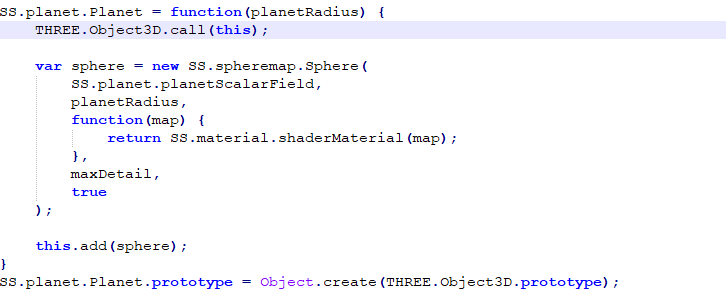 SS.planet.Planet = function(planetRadius) {
    THREE.Object3D.call(this);
    var sphere = new SS.spheremap.Sphere(
        SS.planet.planetScalarField,
        planetRadius,
        function(map) {
            return SS.material.shaderMaterial(map);
        },
        maxDetail,
        true
    );
    this.add(sphere);
}
SS.planet.Planet.prototype = Object.create(THREE.Object3D.prototype);